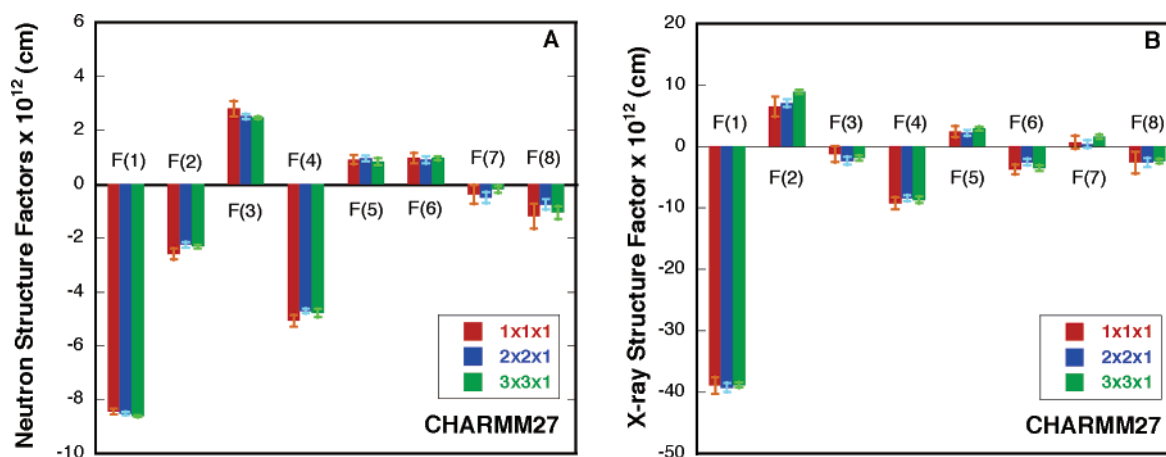 Neutron Structure Factors x 10¹² (cm)
6
4
2
0
-2
-4
-6
-8
-10
A
F(1)
F(2)
F(3)
F(4)
F(5)
F(6)
F(7)
F(8)
1x1x1
2x2x1
3x3x1
CHARMM27
X-ray Structure Factor x 10¹² (cm)
20
10
0
-10
-20
-30
-40
-50
B
F(1)
F(2)
F(3)
F(4)
F(5)
F(6)
F(7)
F(8)
1x1x1
2x2x1
3x3x1
CHARMM27